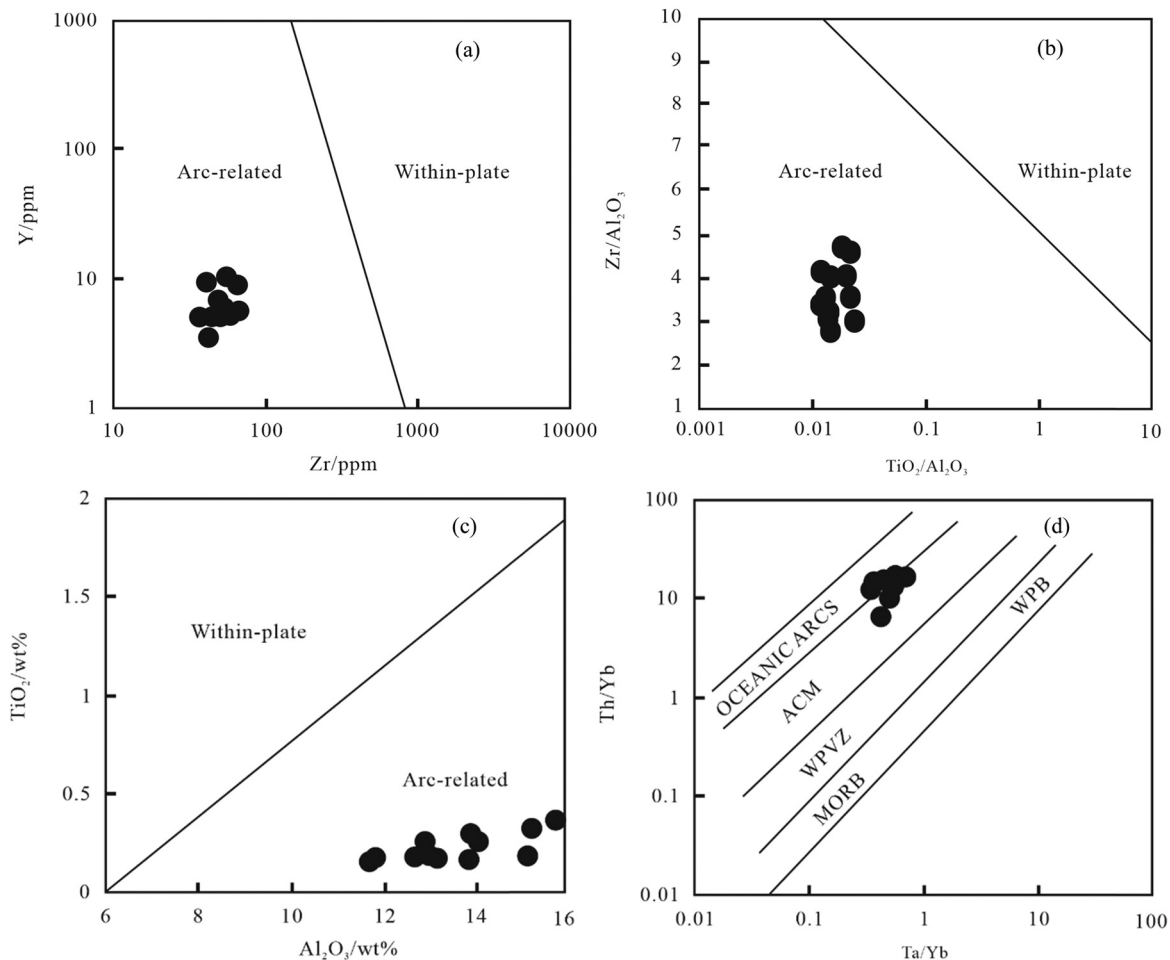 1000
100
10
1
Y/ppm
(a)
Arc-related
Within-plate
10
100
1000
10000
Zr/ppm
10
9
8
7
6
5
4
3
2
1
Zr/Al₂O₃
(b)
Arc-related
Within-plate
0.001
0.01
0.1
1
10
TiO₂/Al₂O₃
2
1.5
1
0.5
0
TiO₂/wt%
(c)
Within-plate
Arc-related
6
8
10
12
14
16
Al₂O₃/wt%
100
10
1
0.1
0.01
Th/Yb
(d)
OCEANIC ARCS
ACM
WPVZ
MORB
WPB
0.01
0.1
1
10
100
Ta/Yb